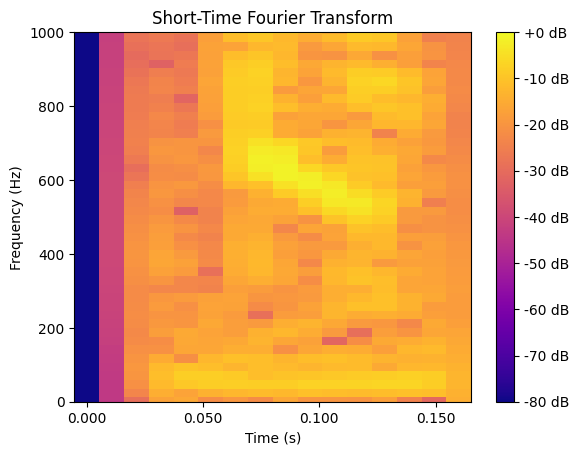 Short-Time Fourier Transform
1000
800
600
400
200
0
Frequency (Hz)
0.000
0.050
0.100
0.150
Time (s)
+0 dB
-10 dB
-20 dB
-30 dB
-40 dB
-50 dB
-60 dB
-70 dB
-80 dB